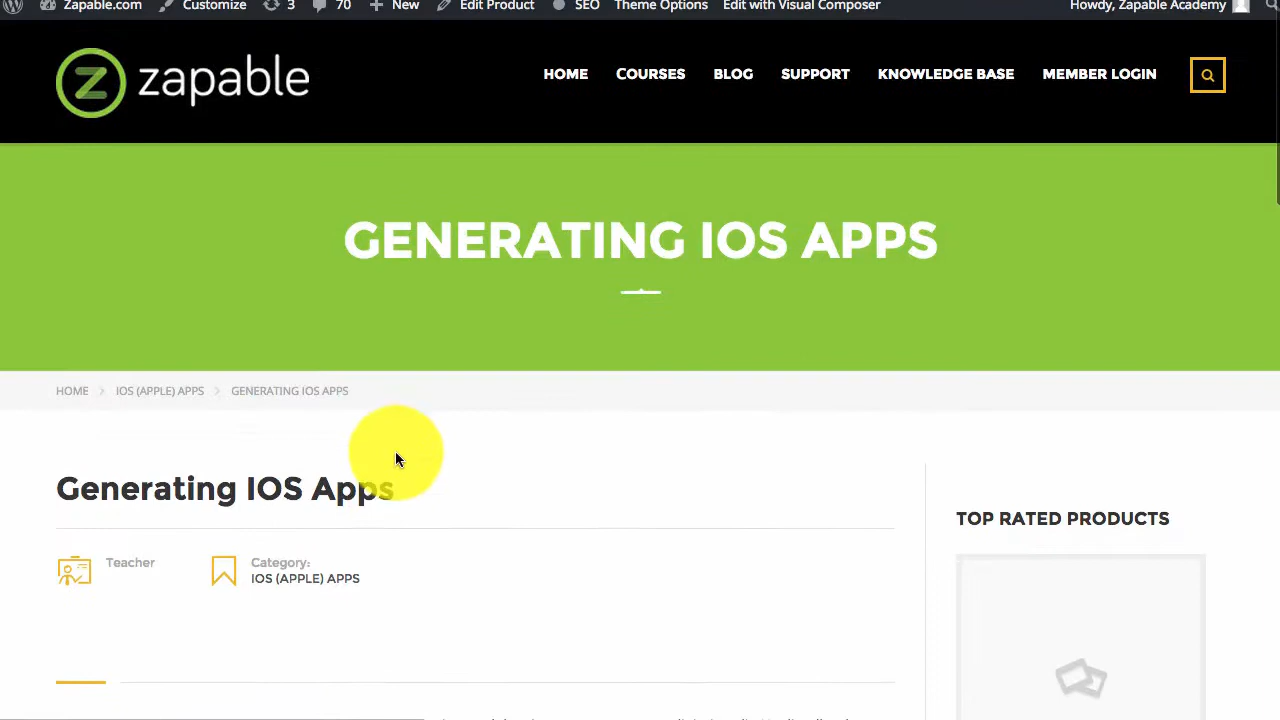 Zapable.com Customize 3 70 New Edit Product SEO Theme Options Edit with Visual Composer Howdy, Zapable Academy
zapable
HOME COURSES BLOG SUPPORT KNOWLEDGE BASE MEMBER LOGIN
GENERATING IOS APPS
HOME > IOS (APPLE) APPS > GENERATING IOS APPS
Generating IOS Apps
TOP RATED PRODUCTS
Teacher
Category:
IOS (APPLE) APPS